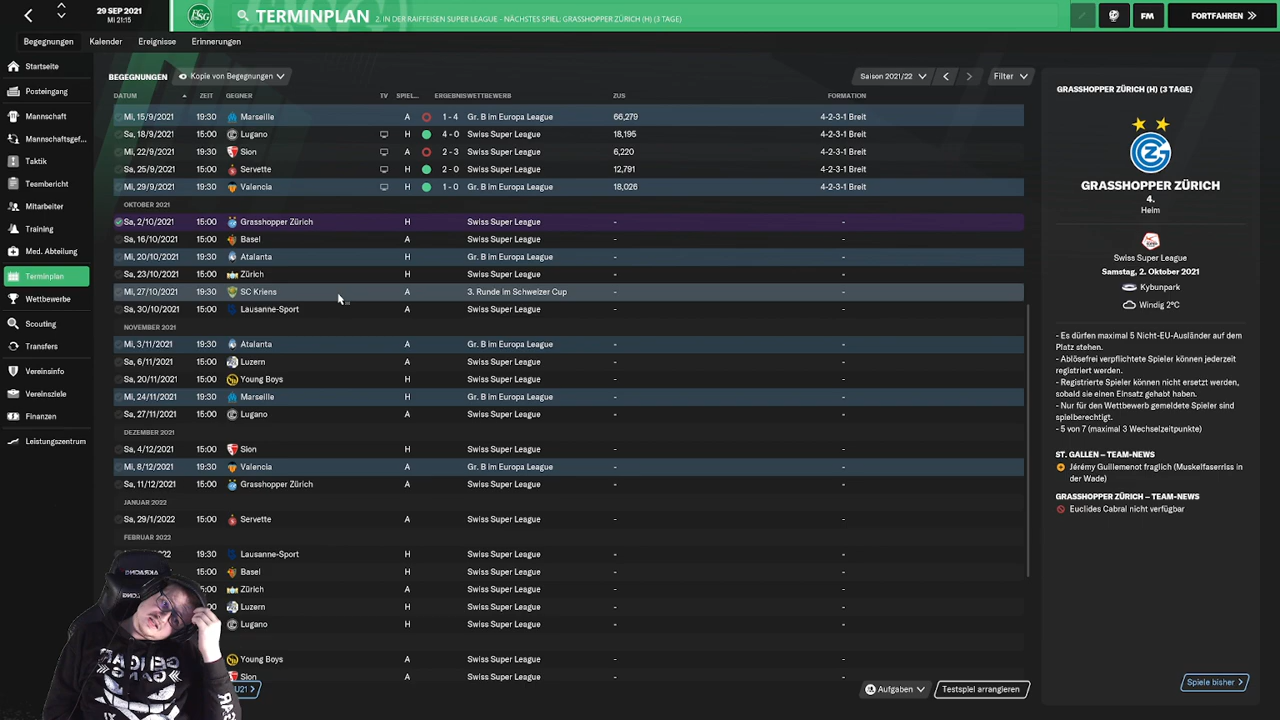 29 SEP 2021
MI 21:15
TERMINPLAN
2. IN DER RAIFFEISEN SUPER LEAGUE - NÄCHSTES SPIEL: GRASSHOPPER ZÜRICH (H) (3 TAGE)
FM
FORTFAHREN
Begegnungen Kalender Ereignisse Erinnerungen
Startseite
Posteingang
Mannschaft
Mannschaftsgef...
Taktik
Teambericht
Mitarbeiter
Training
Med. Abteilung
Terminplan
Wettbewerbe
Scouting
Transfers
Vereinsinfo
Vereinsziele
Finanzen
Leistungszentrum
BEGEGNUNGEN Kopie von Begegnungen Saison 2021/22 Filter
DATUM ZEIT GEGNER TV SPIEL... ERGEBNIS WETTBEWERB ZUS FORMATION
Mi, 15/9/2021 19:30 Marseille A 1 - 4 Gr. B im Europa League 66,279 4-2-3-1 Breit
Sa, 18/9/2021 19:30 Lugano H 4 - 0 Swiss Super League 18,195 4-2-3-1 Breit
Mi, 22/9/2021 19:30 Sion A 2 - 3 Swiss Super League 6,220 4-2-3-1 Breit
Sa, 25/9/2021 19:30 Servette H 2 - 0 Swiss Super League 12,791 4-2-3-1 Breit
Mi, 29/9/2021 19:30 Valencia H 1 - 0 Gr. B im Europa League 18,026 4-2-3-1 Breit
OKTOBER 2021
Sa, 2/10/2021 15:00 Grasshopper Zürich H Swiss Super League - -
Sa, 16/10/2021 15:00 Basel A Swiss Super League - -
Mi, 20/10/2021 19:30 Atalanta H Gr. B im Europa League - -
Sa, 23/10/2021 15:00 Zürich H Swiss Super League - -
Mi, 27/10/2021 19:30 SC Kriens A 3. Runde im Schweizer Cup - -
Sa, 30/10/2021 15:00 Lausanne-Sport A Swiss Super League - -
NOVEMBER 2021
Mi, 3/11/2021 19:30 Atalanta A Gr. B im Europa League - -
Sa, 6/11/2021 15:00 Luzern A Swiss Super League - -
Sa, 20/11/2021 15:00 Young Boys H Swiss Super League - -
Mi, 24/11/2021 19:30 Marseille H Gr. B im Europa League - -
Sa, 27/11/2021 15:00 Lugano A Swiss Super League - -
DEZEMBER 2021
Sa, 4/12/2021 15:00 Sion H Swiss Super League - -
Mi, 8/12/2021 19:30 Valencia A Gr. B im Europa League - -
Sa, 11/12/2021 15:00 Grasshopper Zürich A Swiss Super League - -
JANUAR 2022
Sa, 29/1/2022 15:00 Servette A Swiss Super League - -
FEBRUAR 2022
19:30 Lausanne-Sport H Swiss Super League - -
15:00 Basel H Swiss Super League - -
15:00 Zürich A Swiss Super League - -
15:00 Luzern H Swiss Super League - -
15:00 Lugano H Swiss Super League - -
Young Boys A Swiss Super League - -
Sion A Swiss Super League - -
U21 Aufgaben Testspiel arrangieren
GRASSHOPPER ZÜRICH (H) (3 TAGE)
GRASSHOPPER ZÜRICH
4.
Heim
Swiss Super League
Samstag, 2. Oktober 2021
Kybunpark
Windig 2°C
- Es dürfen maximal 5 Nicht-EU-Ausländer auf dem
Platz stehen.
- Ablösefrei verpflichtete Spieler können jederzeit
registriert werden.
- Registrierte Spieler können nicht ersetzt werden,
sobald sie einen Einsatz gehabt haben.
- Nur für den Wettbewerb gemeldete Spieler sind
spielberechtigt.
- 5 von 7 (maximal 3 Wechselzeitpunkte)
ST. GALLEN – TEAM-NEWS
Jérémy Guillemenot fraglich (Muskelfaserriss in
der Wade)
GRASSHOPPER ZÜRICH – TEAM-NEWS
Euclides Cabral nicht verfügbar
Spiele bisher